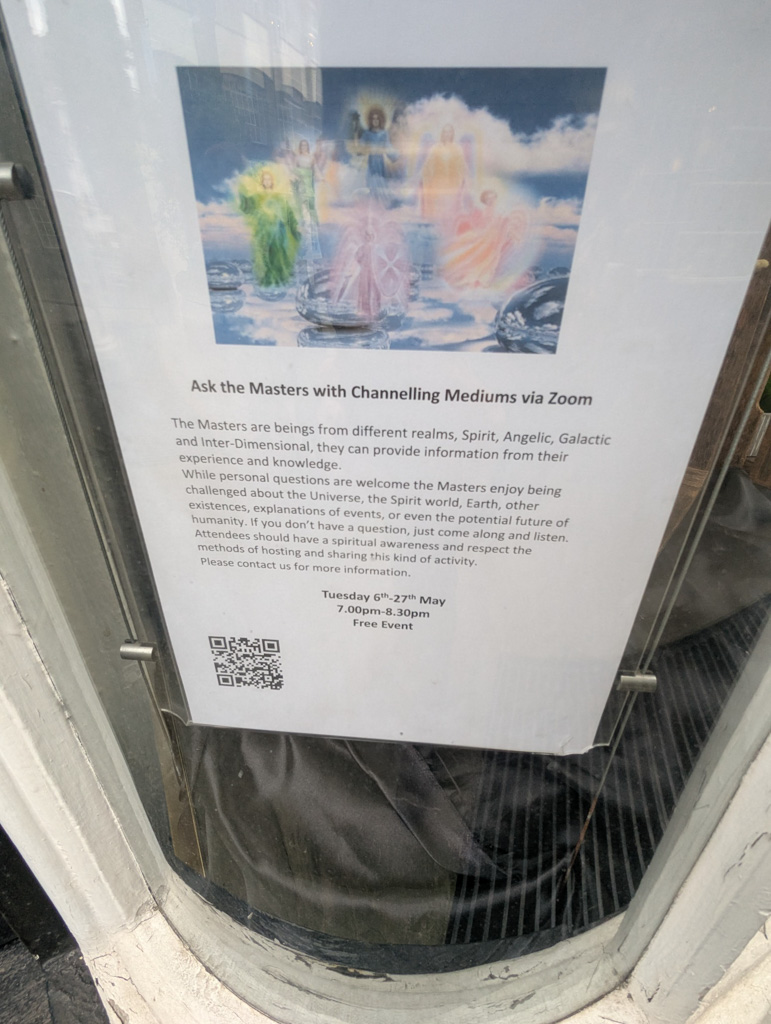 Ask the Masters with Channelling Mediums via Zoom
The Masters are beings from different realms, Spirit, Angelic, Galactic
and Inter-Dimensional, they can provide information from their
experience and knowledge.
While personal questions are welcome the Masters enjoy being
challenged about the Universe, the Spirit world, Earth, other
existences, explanations of events, or even the potential future of
humanity. If you don't have a question, just come along and listen.
Attendees should have a spiritual awareness and respect the
methods of hosting and sharing this kind of activity.
Please contact us for more information.
Tuesday 6th-27th May
7.00pm-8.30pm
Free Event